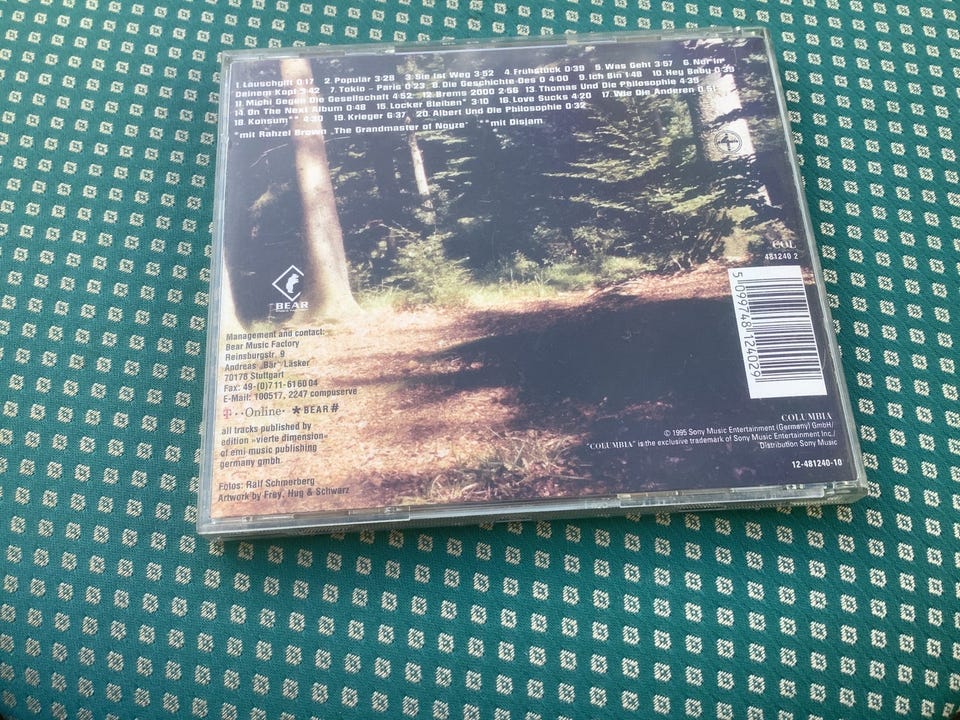 1. Lauschgift 0:17 2. Populär 3:28 3. Sie Ist Weg 3:52 4. Frühstück 0:39 5. Was Geht 3:57 6. Nur in
Deinem Kopf 3:42 7. Tokio – Paris 0:23 8. Die Geschichte Des O 4:00 9. Ich Bin 1:48 10. Hey Baby 0:39
11. Michi Gegen Die Gesellschaft 4:52 12. Brems 2000 2:56 13. Thomas Und Die Philosophie 4:39
14. On The Next Album 0:48 15. Locker Bleiben* 3:10 16. Love Sucks 4:20 17. Wie Die Anderen
18. Konsum** 4:30 19. Krieger 6:37 20. Albert Und Die Philosophie 0:32
*mit Rahzel Brown „The Grandmaster of Noyze" **mit Disjam
COL
481240 2
5 099748 124029
BEAR
Management and contact:
Bear Music Factory
Reinsburgstr. 9
Andreas „Bär" Läsker
70178 Stuttgart
Fax: 49-(0)711-61 60 04
E-Mail: 100517, 2247 compuserve
T··Online· * BEAR #
all tracks published by
edition »vierte dimension«
of emi music publishing
germany gmbh.
Fotos: Ralf Schmerberg
Artwork by Frey, Hug & Schwarz
COLUMBIA
© 1995 Sony Music Entertainment (Germany) GmbH/
"COLUMBIA" is the exclusive trademark of Sony Music Entertainment Inc./
Distribution Sony Music
12-481240-10